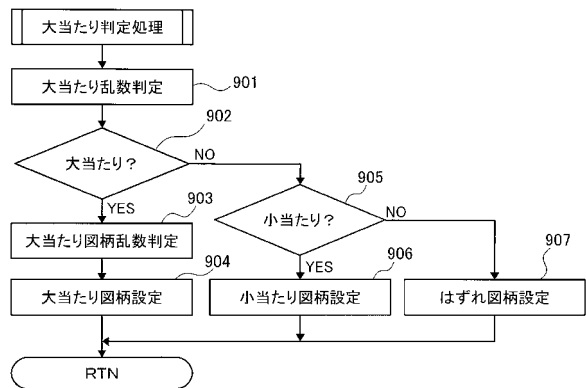 大当たり判定処理
大当たり乱数判定
901
大当たり？
902
NO
YES
小当たり？
905
NO
YES
大当たり図柄乱数判定
903
大当たり図柄設定
904
小当たり図柄設定
906
はずれ図柄設定
907
RTN